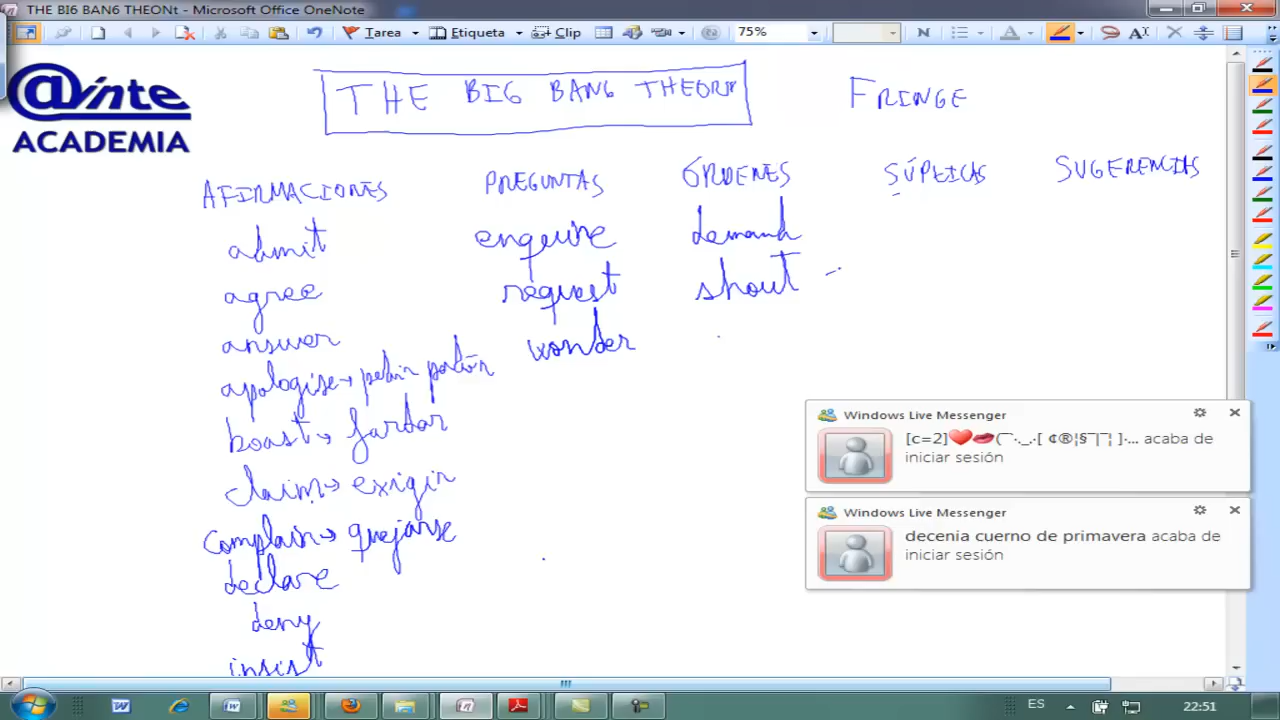 THE BI6 BAN6 THEONt - Microsoft Office OneNote
Tarea
Etiqueta
Clip
75%
N
A
@inte
ACADEMIA
THE BIG BANG THEORY
FRINGE
AFIRMACIONES
PREGUNTAS
ÓRDENES
SÚPLICAS
SUGERENCIAS
admit
enquire
demand
agree
request
shout -
answer
wonder
apologise → pedir perdón
boast → fardar
claim → exigir
complain → quejarse
declare
deny
insist
Windows Live Messenger
[c=2]❤💋(¯`·._.·[ ¢®¦§¯|¯¦ ]·... acaba de
iniciar sesión
Windows Live Messenger
decenia cuerno de primavera acaba de
iniciar sesión
ES
22:51